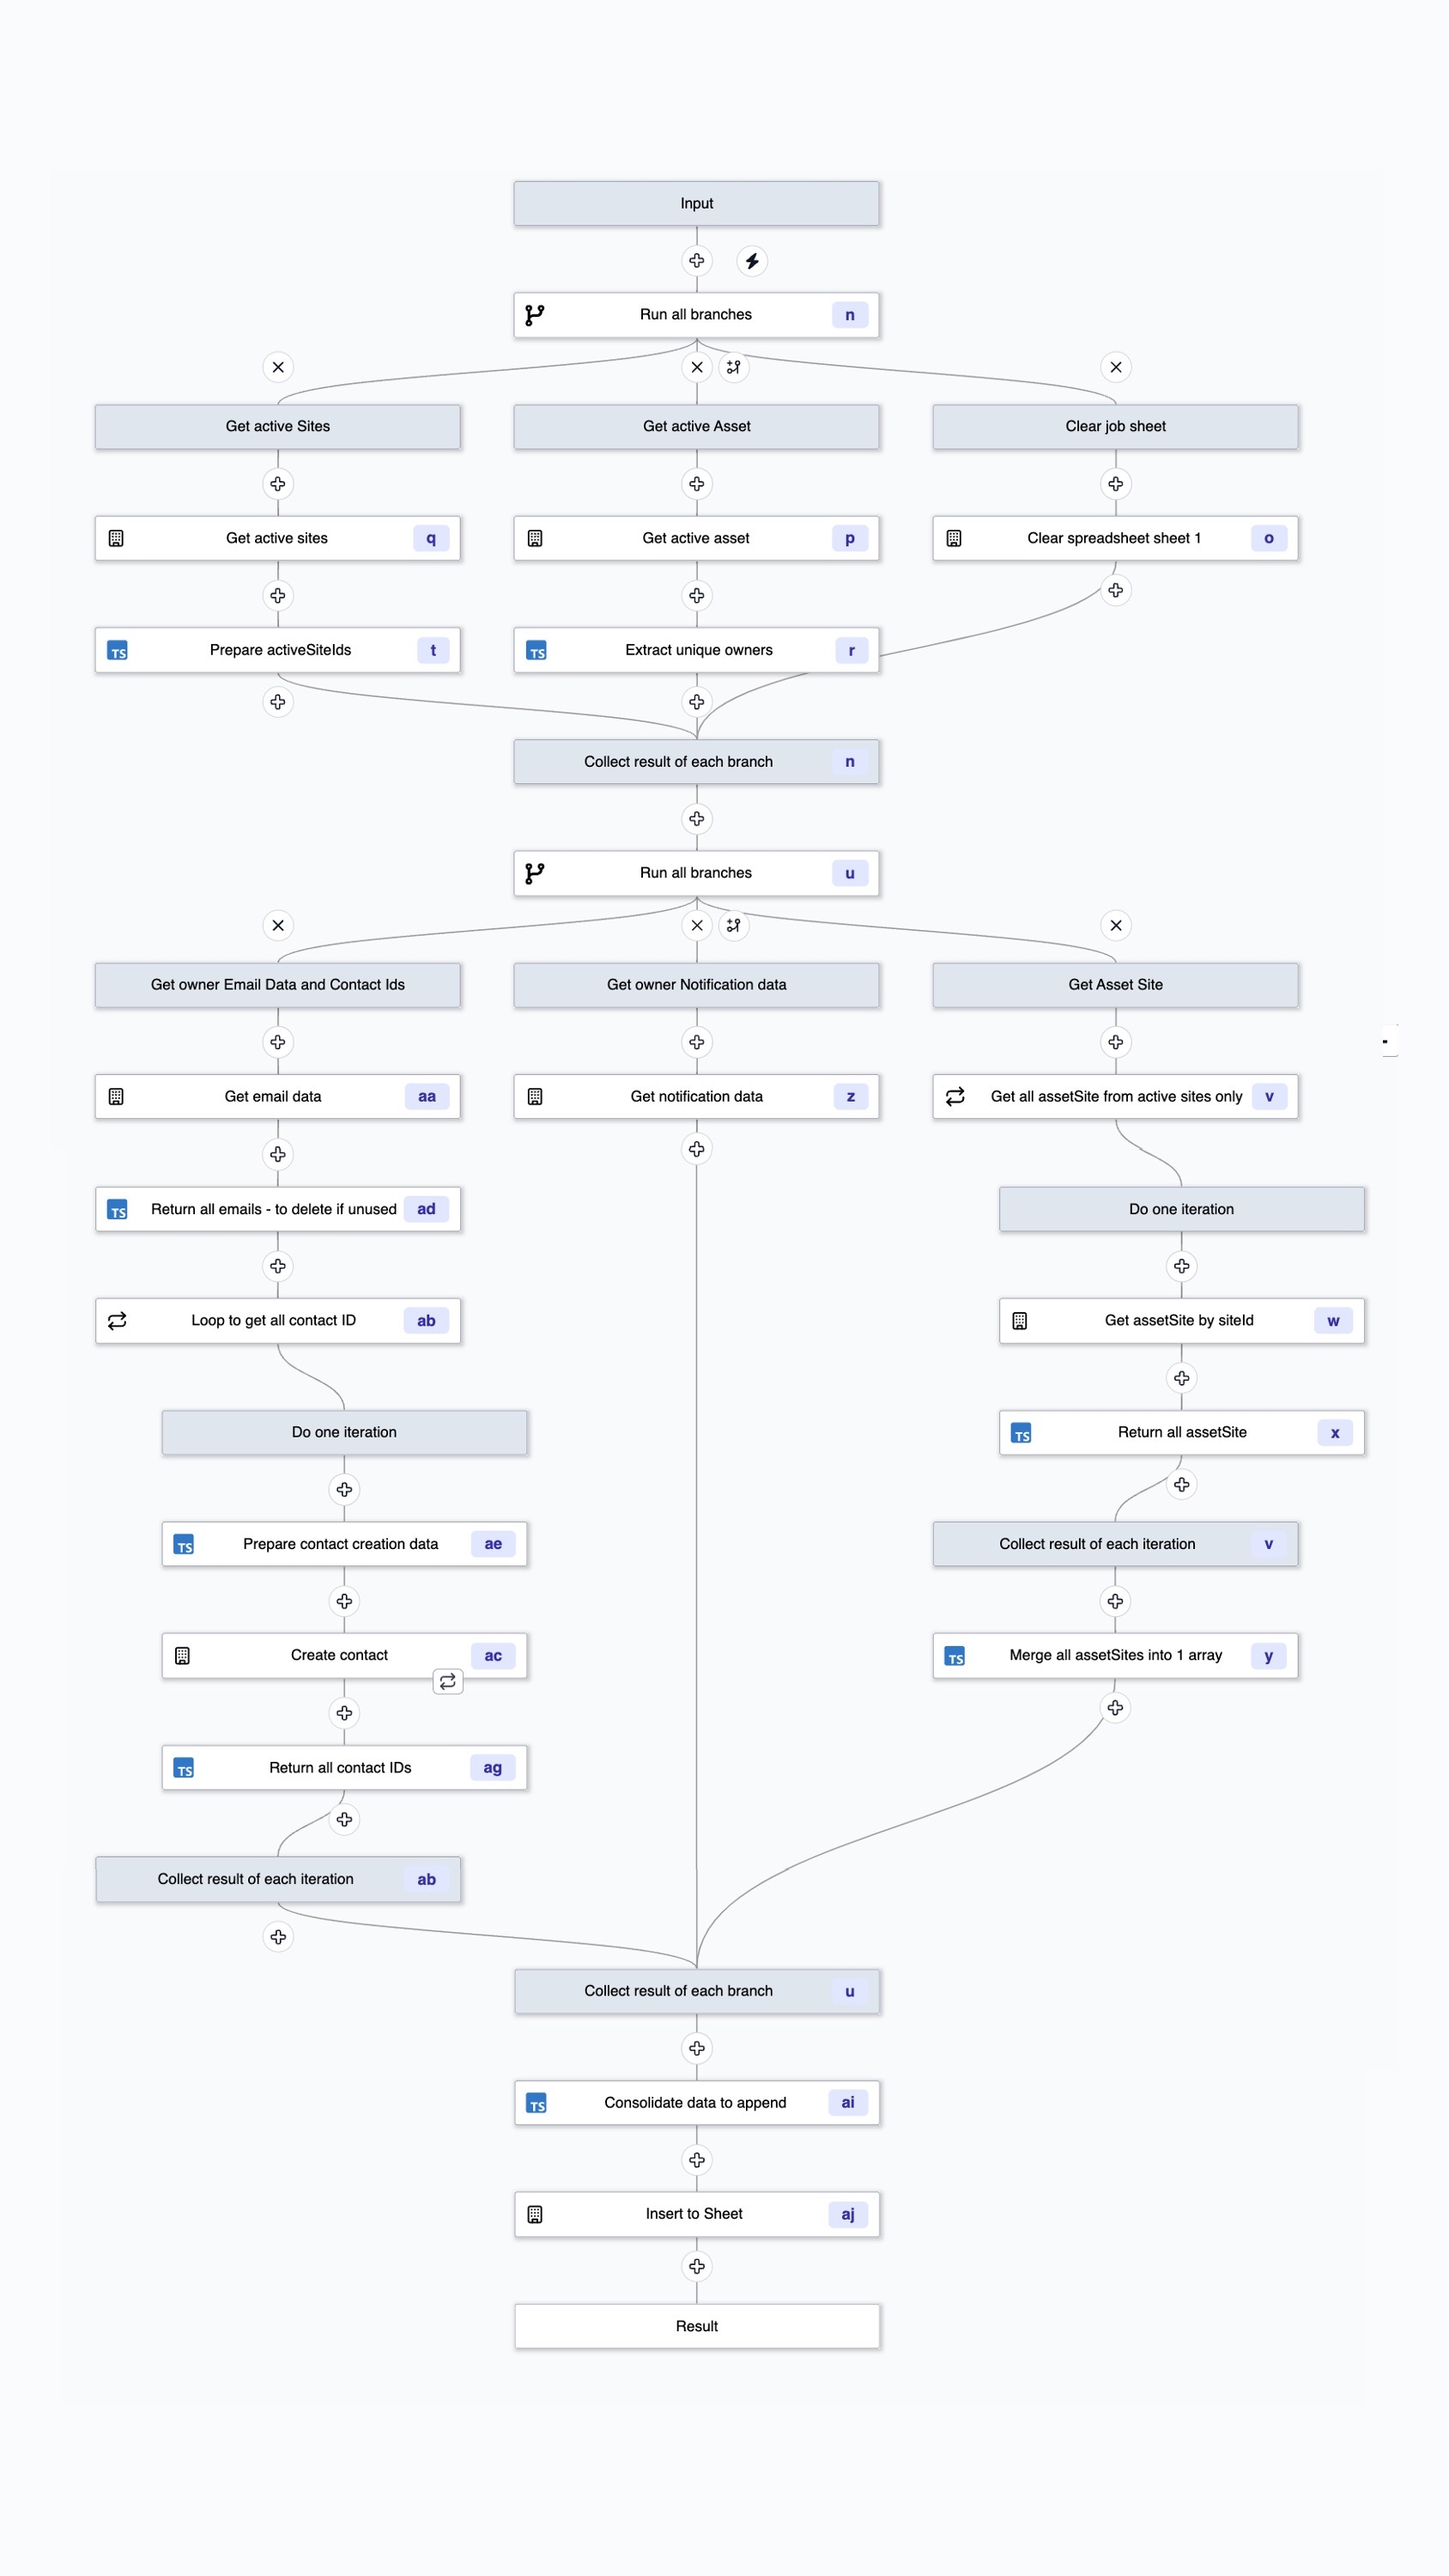 Input
Run all branches n
Get active Sites
Get active Asset
Clear job sheet
Get active sites q
Get active asset p
Clear spreadsheet sheet 1 o
TS Prepare activeSiteIds t
TS Extract unique owners r
Collect result of each branch n
Run all branches u
Get owner Email Data and Contact Ids
Get owner Notification data
Get Asset Site
Get email data aa
Get notification data z
Get all assetSite from active sites only v
TS Return all emails - to delete if unused ad
Do one iteration
Loop to get all contact ID ab
Get assetSite by siteId w
Do one iteration
TS Return all assetSite x
TS Prepare contact creation data ae
Collect result of each iteration v
Create contact ac
TS Merge all assetSites into 1 array y
TS Return all contact IDs ag
Collect result of each iteration ab
Collect result of each branch u
TS Consolidate data to append ai
Insert to Sheet aj
Result